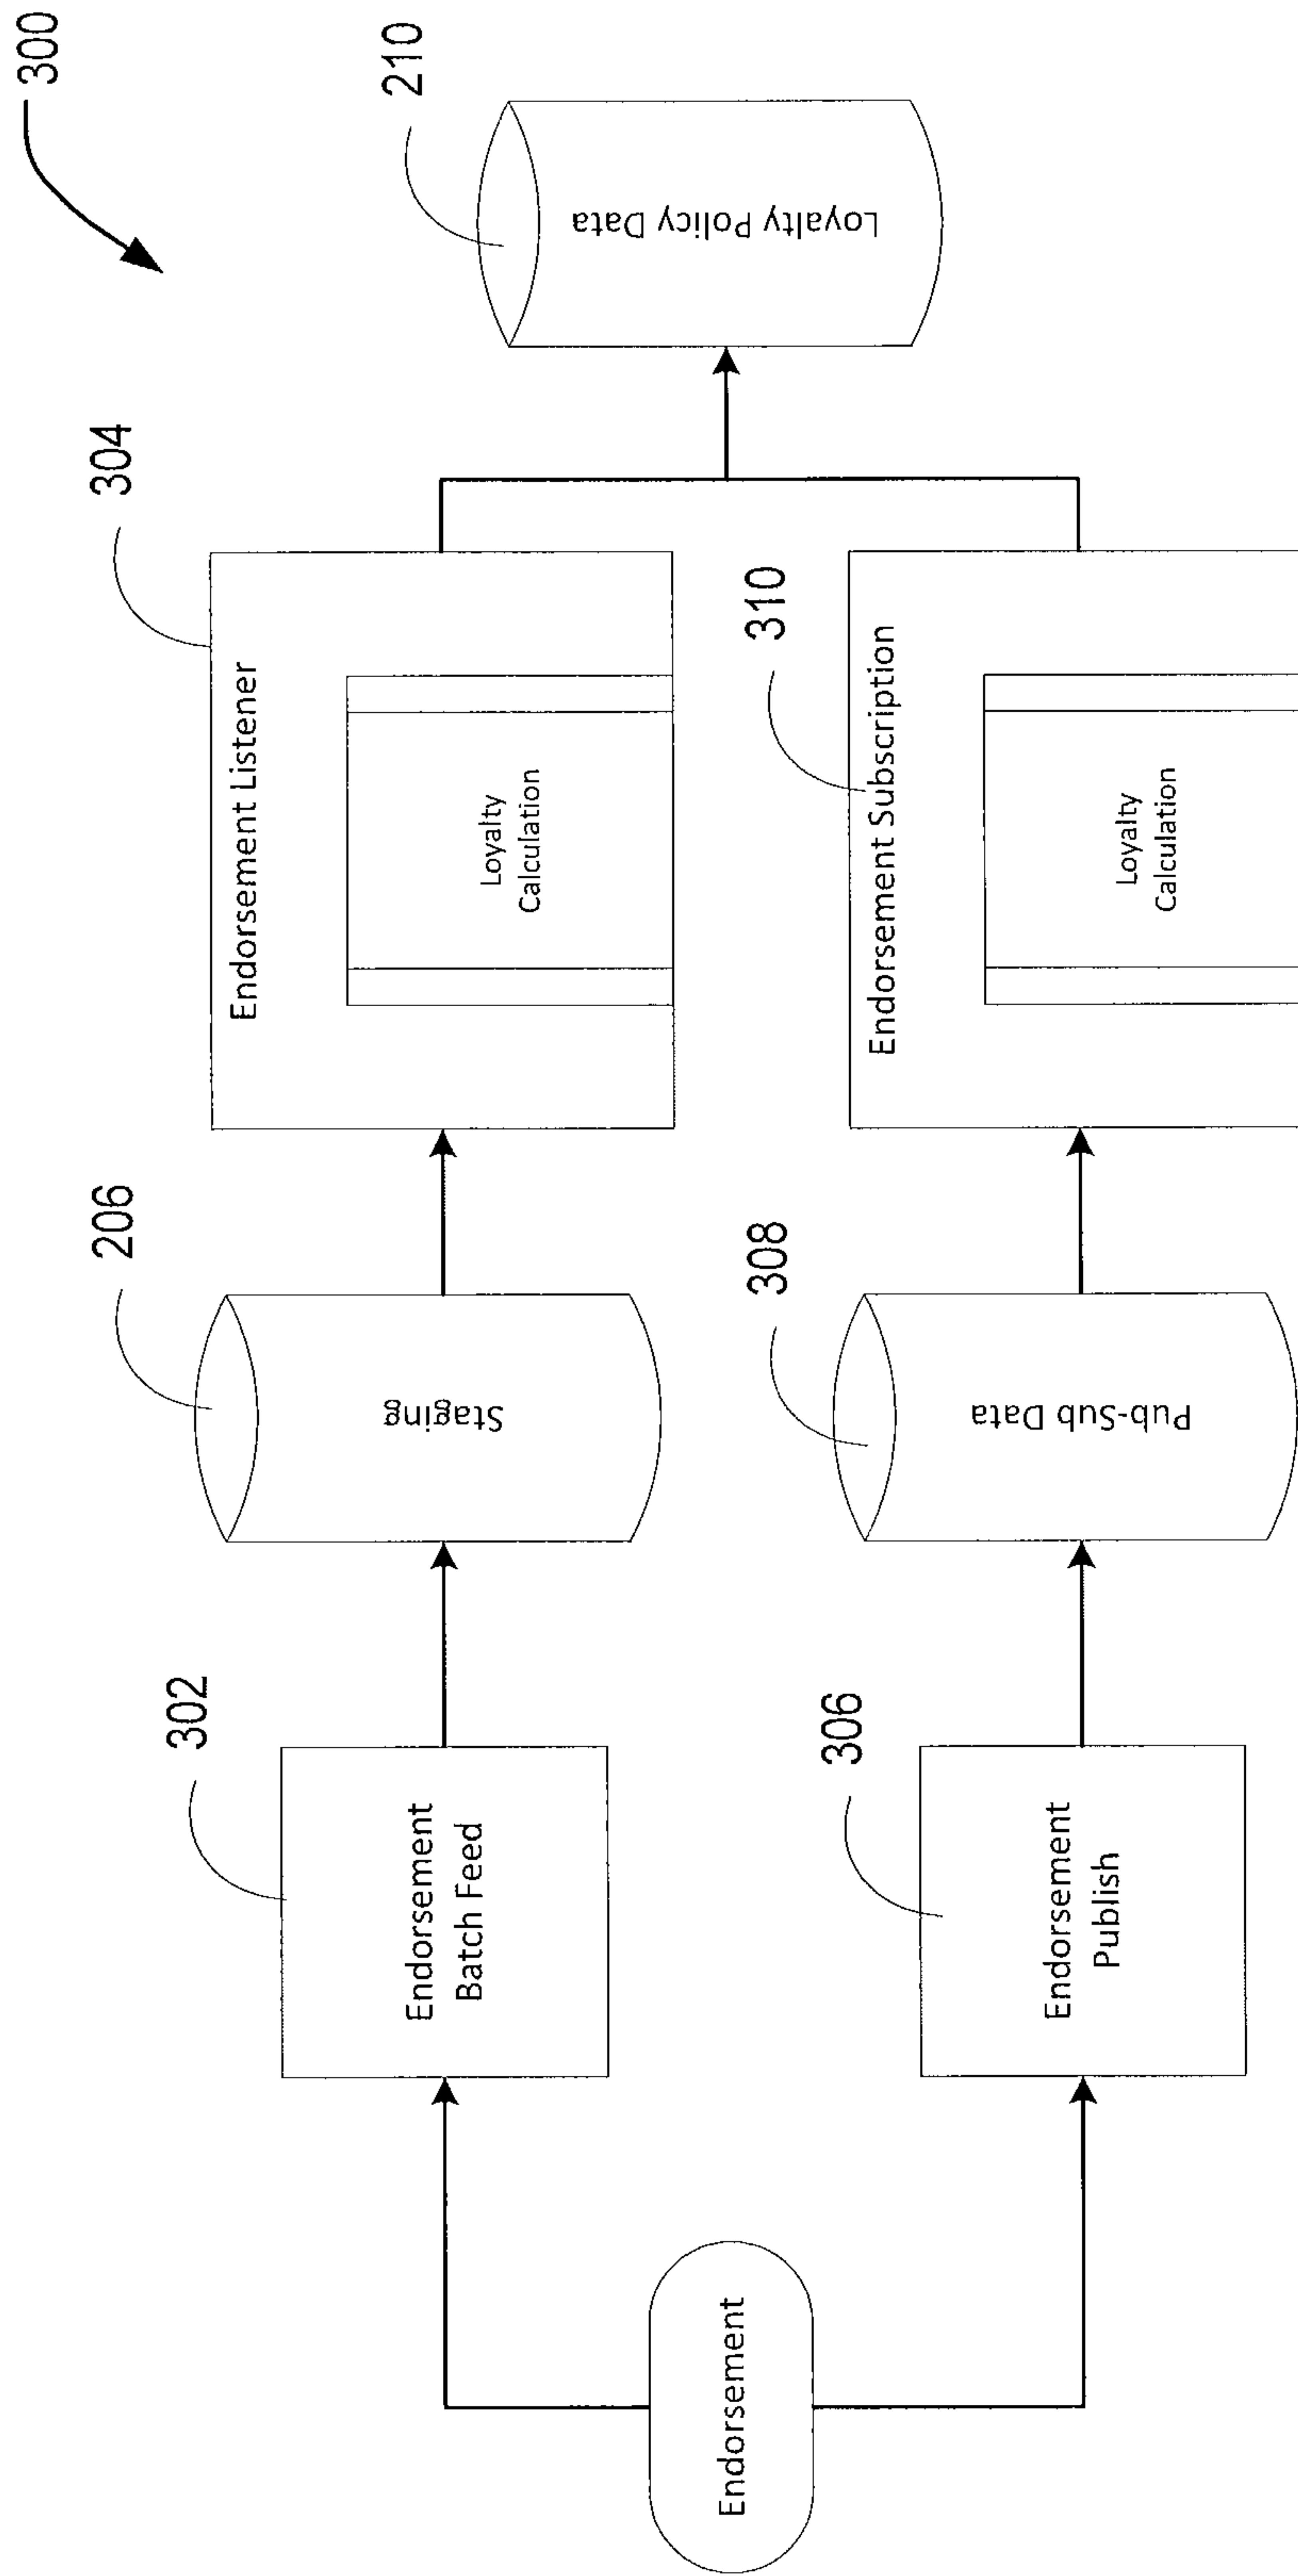 300
Endorsement
302
Endorsement
Batch Feed
206
Staging
304
Endorsement Listener
Loyalty
Calculation
306
Endorsement
Publish
308
Pub-Sub Data
310
Endorsement Subscription
Loyalty
Calculation
210
Loyalty Policy Data